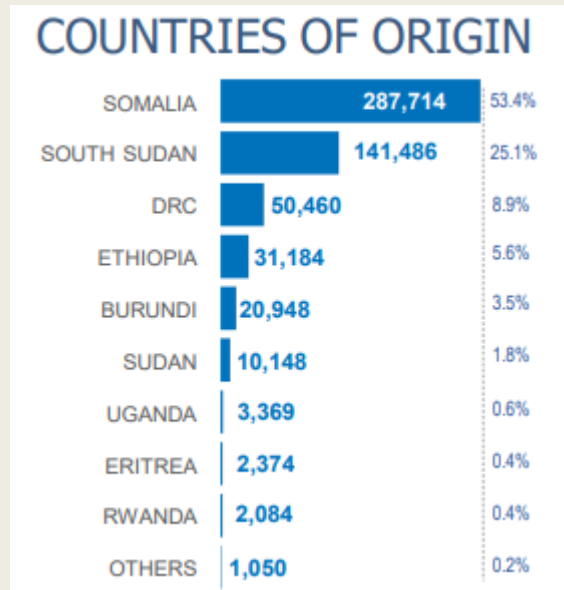 COUNTRIES OF ORIGIN
SOMALIA 287,714 53.4%
SOUTH SUDAN 141,486 25.1%
DRC 50,460 8.9%
ETHIOPIA 31,184 5.6%
BURUNDI 20,948 3.5%
SUDAN 10,148 1.8%
UGANDA 3,369 0.6%
ERITREA 2,374 0.4%
RWANDA 2,084 0.4%
OTHERS 1,050 0.2%